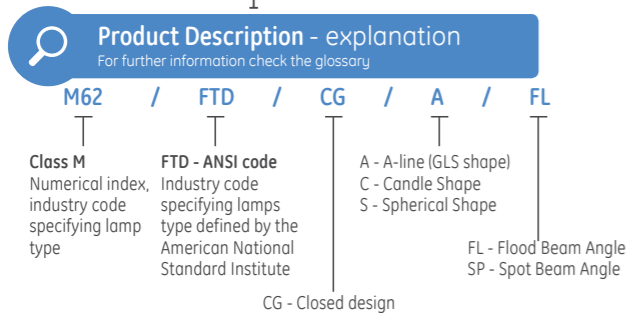 Product Description - explanation
For further information check the glossary
M62 / FTD / CG / A / FL
Class M
Numerical index,
industry code
specifying lamp
type
FTD - ANSI code
Industry code
specifying lamps
type defined by the
American National
Standard Institute
A - A-line (GLS shape)
C - Candle Shape
S - Spherical Shape
FL - Flood Beam Angle
SP - Spot Beam Angle
CG - Closed design